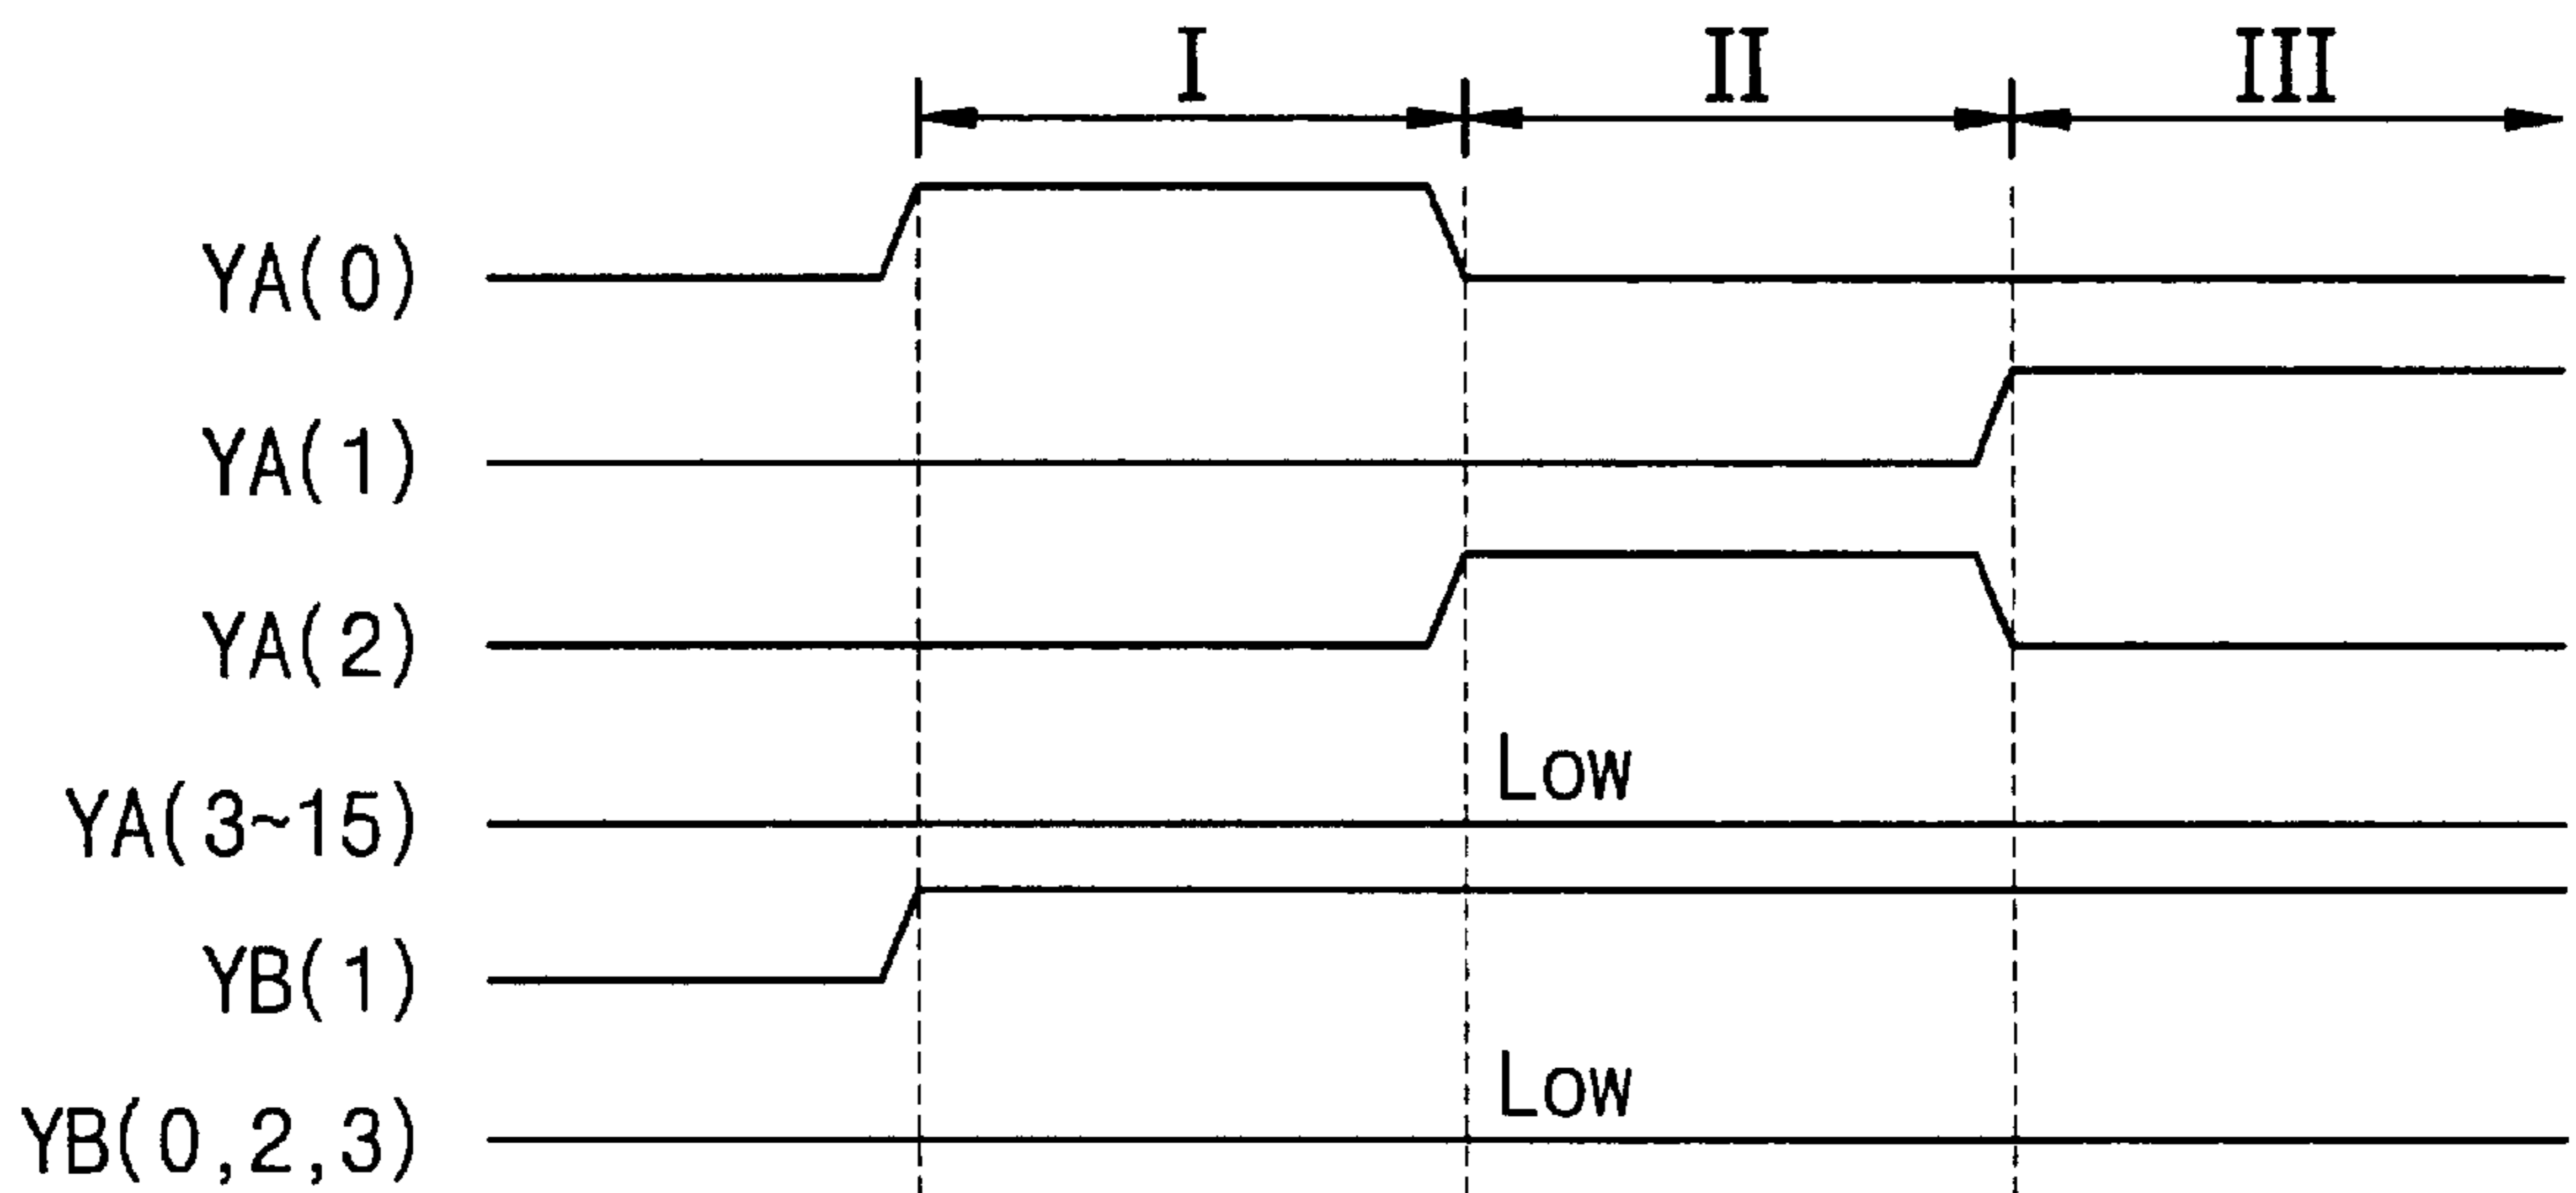 I II III
YA(0)
YA(1)
YA(2)
Low
YA(3~15)
YB(1)
Low
YB(0,2,3)